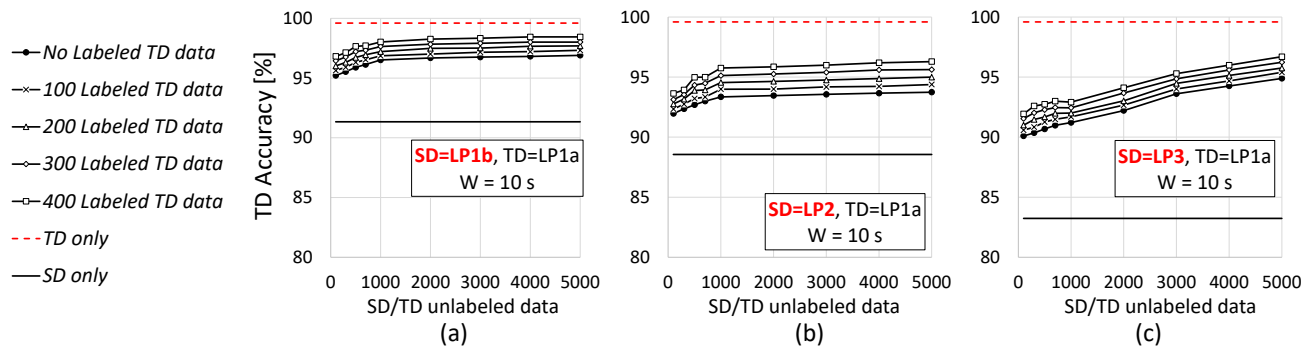 No Labeled TD data
100 Labeled TD data
200 Labeled TD data
300 Labeled TD data
400 Labeled TD data
TD only
SD only
TD Accuracy [%]
100
95
90
85
80
0 1000 2000 3000 4000 5000
SD/TD unlabeled data
(a)
SD=LP1b, TD=LP1a
W = 10 s
100
95
90
85
80
0 1000 2000 3000 4000 5000
SD/TD unlabeled data
(b)
SD=LP2, TD=LP1a
W = 10 s
100
95
90
85
80
0 1000 2000 3000 4000 5000
SD/TD unlabeled data
(c)
SD=LP3, TD=LP1a
W = 10 s